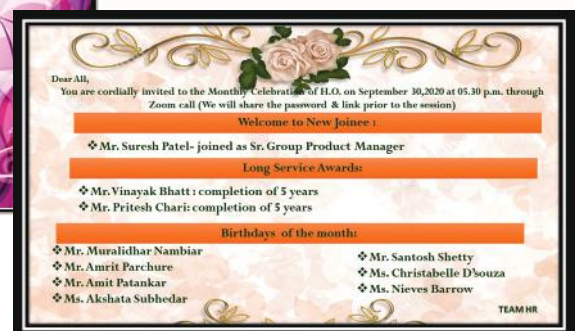 Dear All,
You are cordially invited to the Monthly Celebration of H.O. on September 30,2020 at 05.30 p.m. through
Zoom call (We will share the password & link prior to the session)
Welcome to New Joinee :
❖Mr. Suresh Patel- joined as Sr. Group Product Manager
Long Service Awards:
❖Mr. Vinayak Bhatt : completion of 5 years
❖Mr. Pritesh Chari: completion of 5 years
Birthdays of the month:
❖Mr. Muralidhar Nambiar
❖Mr. Amrit Parchure
❖Mr. Amit Patankar
❖Ms. Akshata Subhedar
❖Mr. Santosh Shetty
❖Ms. Christabelle D'souza
❖Ms. Nieves Barrow
TEAM HR